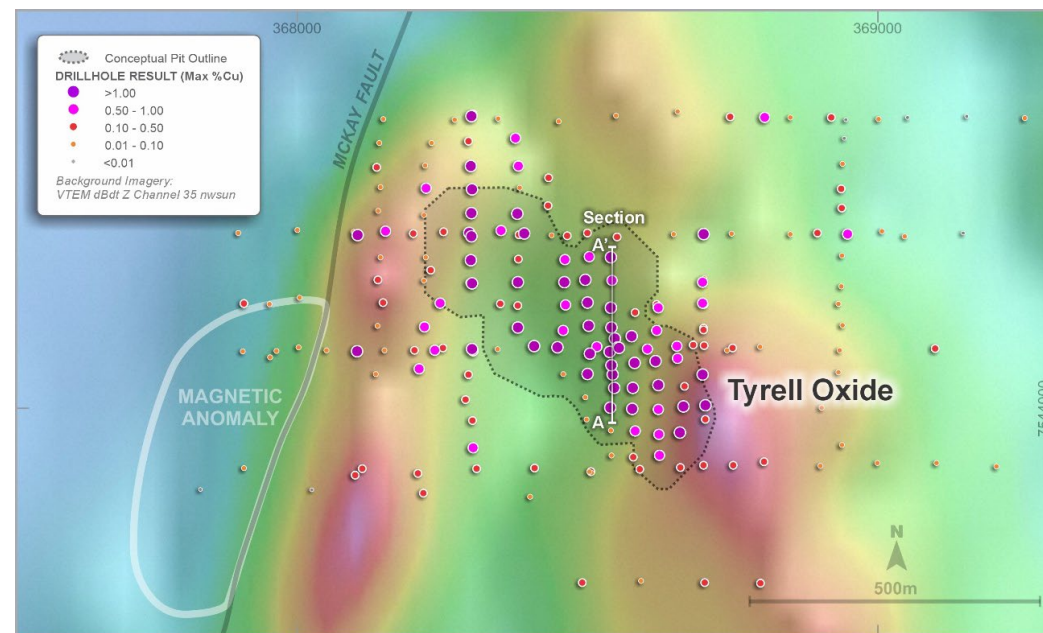 368000
369000
Conceptual Pit Outline
DRILLHOLE RESULT (Max %Cu)
>1.00
0.50 - 1.00
0.10 - 0.50
0.01 - 0.10
<0.01
Background Imagery:
VTEM dBdt Z Channel 35 nwsun
MCKAY FAULT
Section
A'
Tyrell Oxide
MAGNETIC
ANOMALY
A
7544000
N
500m